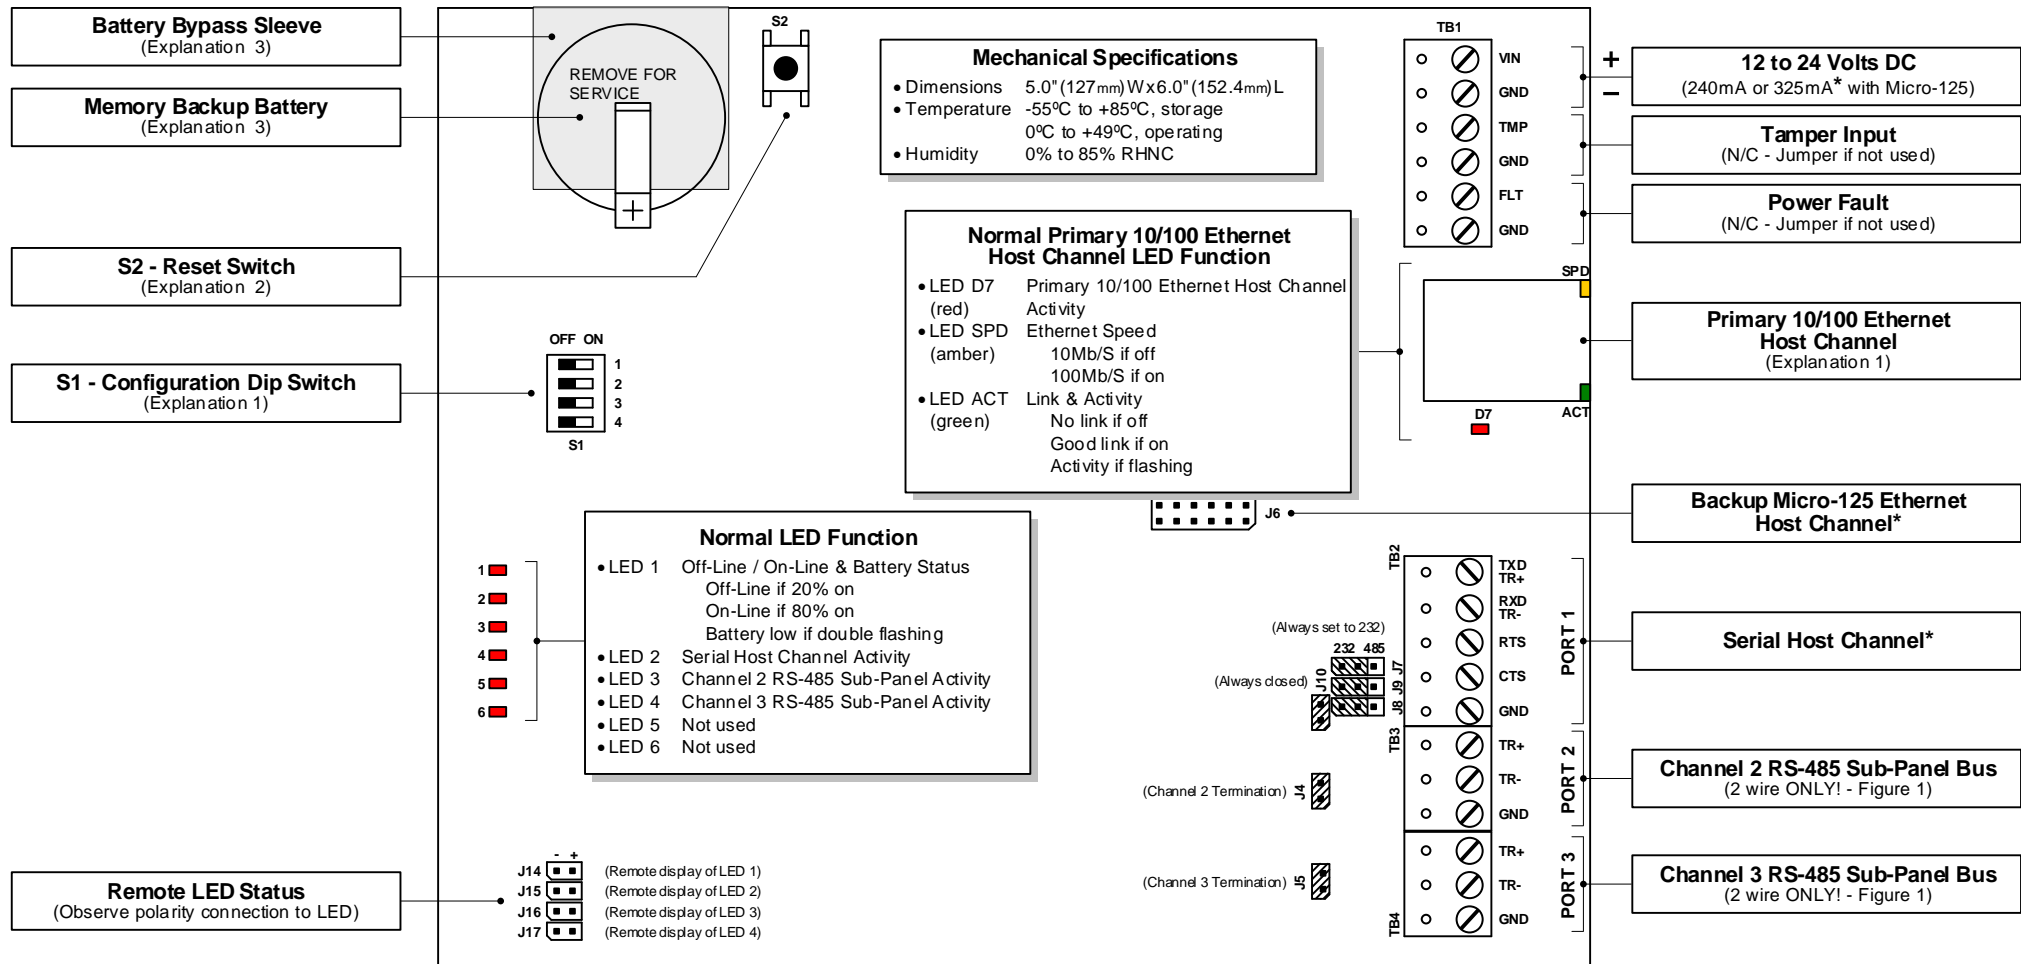 Battery Bypass Sleeve
(Explanation 3)
Memory Backup Battery
(Explanation 3)
S2 - Reset Switch
(Explanation 2)
S1 - Configuration Dip Switch
(Explanation 1)
Remote LED Status
(Observe polarity connection to LED)
REMOVE FOR
SERVICE
+
S2
OFF ON
1
2
3
4
S1
Mechanical Specifications
• Dimensions 5.0"(127mm)Wx6.0"(152.4mm)L
• Temperature -55ºC to +85ºC, storage
0ºC to +49ºC, operating
• Humidity 0% to 85% RHNC
Normal Primary 10/100 Ethernet
Host Channel LED Function
• LED D7 Primary 10/100 Ethernet Host Channel
(red) Activity
• LED SPD Ethernet Speed
(amber) 10Mb/S if off
100Mb/S if on
• LED ACT Link & Activity
(green) No link if off
Good link if on
Activity if flashing
Normal LED Function
• LED 1 Off-Line / On-Line & Battery Status
Off-Line if 20% on
On-Line if 80% on
Battery low if double flashing
• LED 2 Serial Host Channel Activity
• LED 3 Channel 2 RS-485 Sub-Panel Activity
• LED 4 Channel 3 RS-485 Sub-Panel Activity
• LED 5 Not used
• LED 6 Not used
1
2
3
4
5
6
- +
J14 (Remote display of LED 1)
J15 (Remote display of LED 2)
J16 (Remote display of LED 3)
J17 (Remote display of LED 4)
TB1
VIN
GND
TMP
GND
FLT
GND
SPD
ACT
D7
J6
(Always set to 232)
232 485
J7
J9
J8
(Always closed)
J10
(Channel 2 Termination) J4
(Channel 3 Termination) J5
TB2
TXD
TR+
RXD
TR-
RTS
CTS
GND
PORT 1
TB3
TR+
TR-
GND
PORT 2
TR+
TR-
GND
TB4
PORT 3
+
–
12 to 24 Volts DC
(240mA or 325mA* with Micro-125)
Tamper Input
(N/C - Jumper if not used)
Power Fault
(N/C - Jumper if not used)
Primary 10/100 Ethernet
Host Channel
(Explanation 1)
Backup Micro-125 Ethernet
Host Channel*
Serial Host Channel*
Channel 2 RS-485 Sub-Panel Bus
(2 wire ONLY! - Figure 1)
Channel 3 RS-485 Sub-Panel Bus
(2 wire ONLY! - Figure 1)